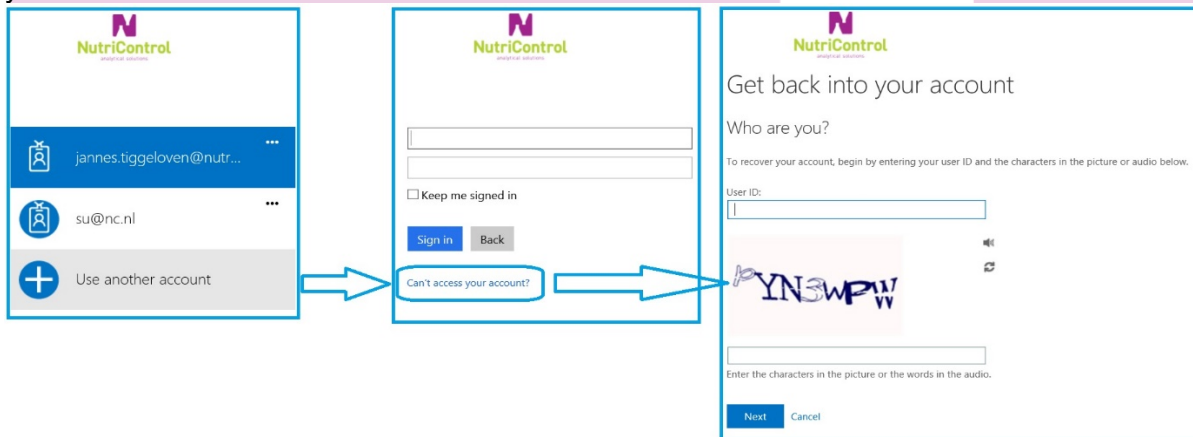 NutriControl
analytical solutions
jannes.tiggeloven@nutr...
su@nc.nl
Use another account
NutriControl
analytical solutions
Keep me signed in
Sign in
Back
Can't access your account?
NutriControl
analytical solutions
Get back into your account
Who are you?
To recover your account, begin by entering your user ID and the characters in the picture or audio below.
User ID:
Enter the characters in the picture or the words in the audio.
Next
Cancel